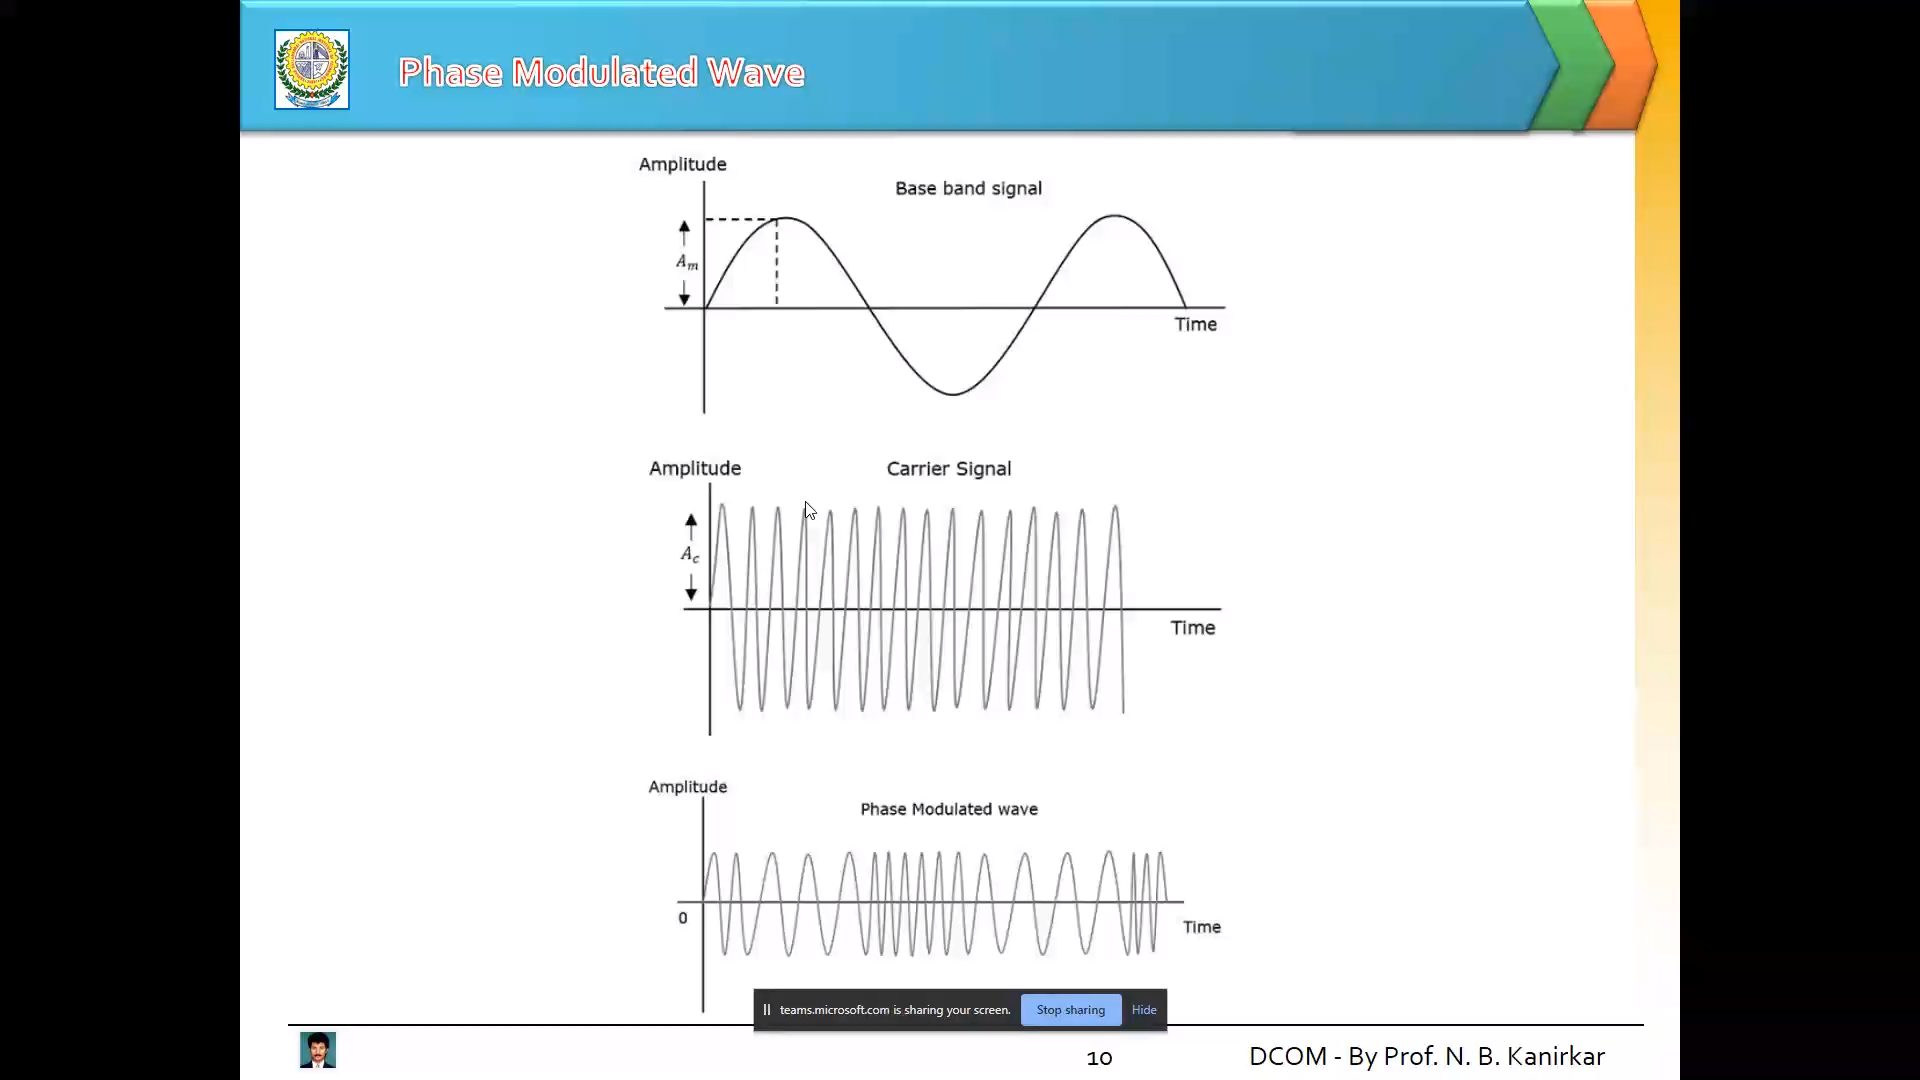 Phase Modulated Wave
Amplitude
Base band signal
Aₘ
Time
Amplitude
Carrier Signal
A꜀
Time
Amplitude
Phase Modulated wave
0
Time
teams.microsoft.com is sharing your screen. Stop sharing Hide
10
DCOM - By Prof. N. B. Kanirkar